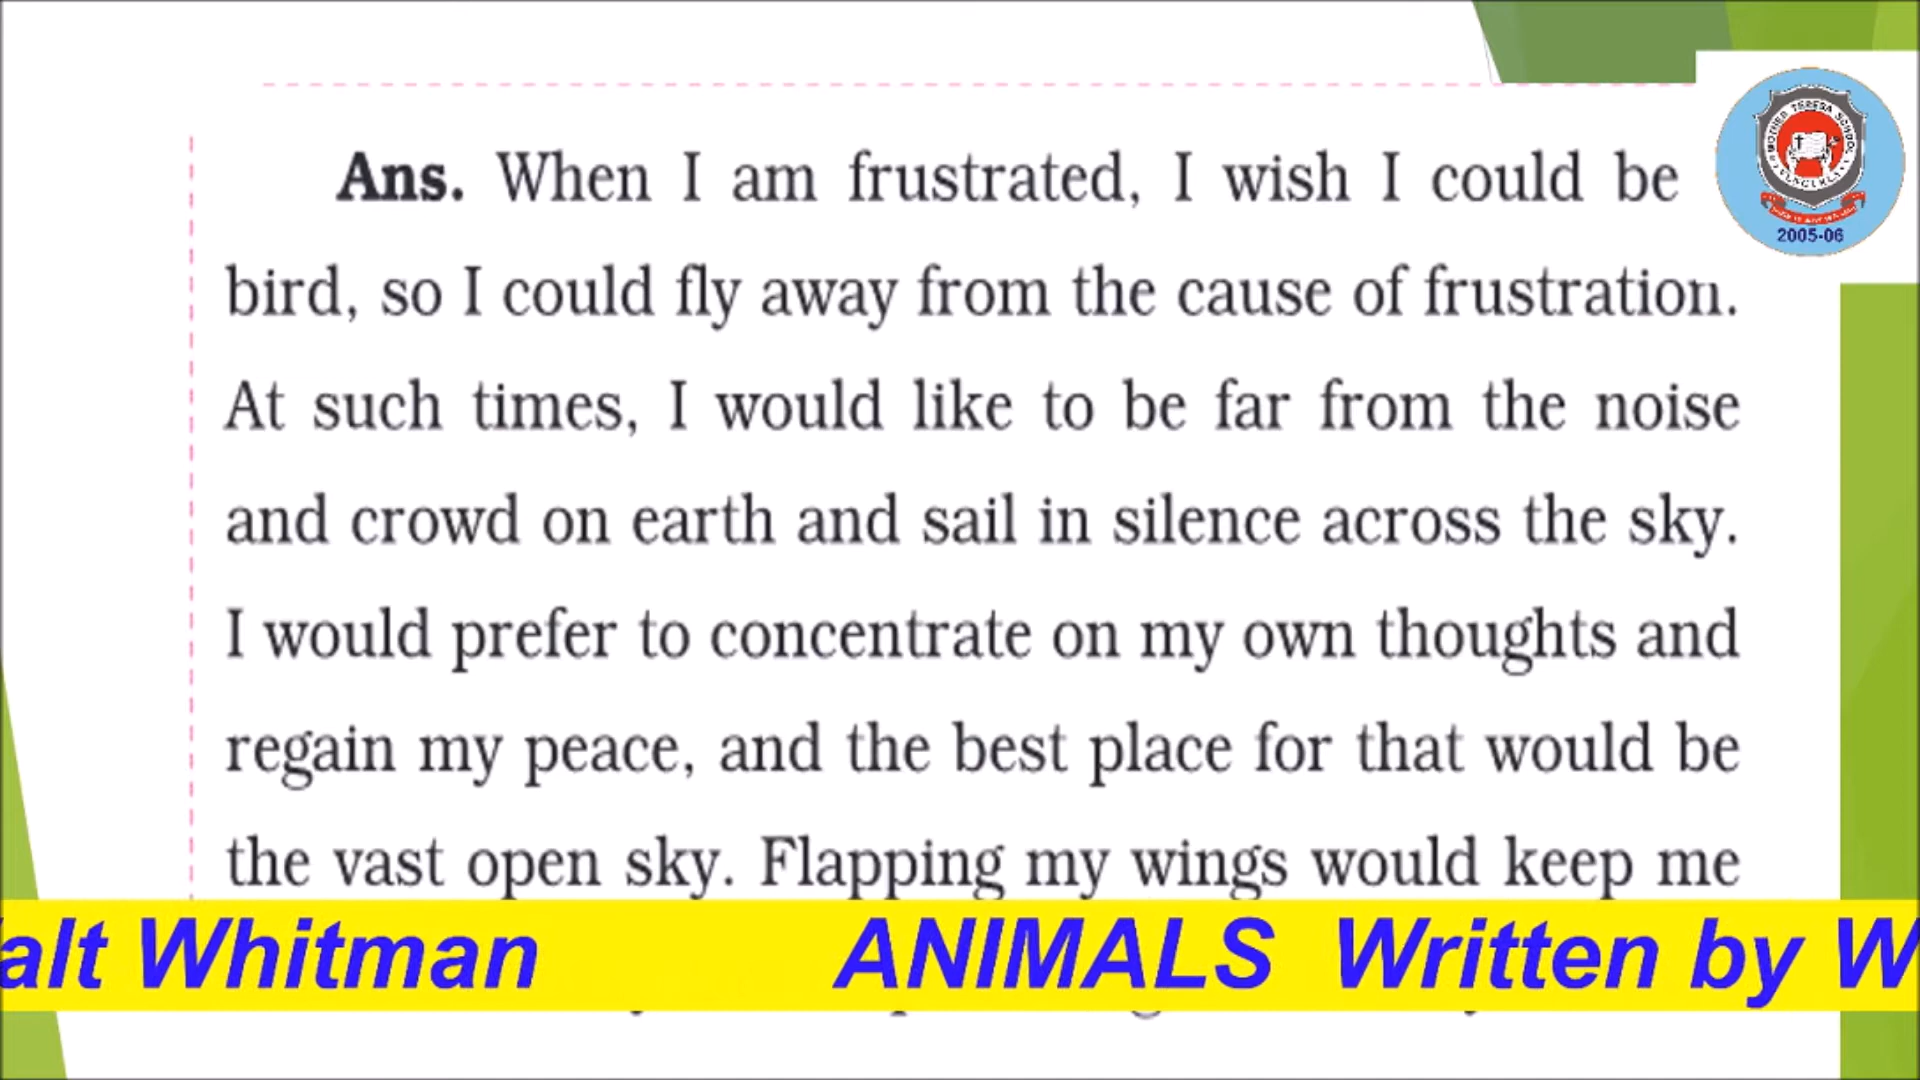 Ans. When I am frustrated, I wish I could be
bird, so I could fly away from the cause of frustration.
At such times, I would like to be far from the noise
and crowd on earth and sail in silence across the sky.
I would prefer to concentrate on my own thoughts and
regain my peace, and the best place for that would be
the vast open sky. Flapping my wings would keep me
alt Whitman ANIMALS Written by W
MOTHER TERESA SCHOOL
2005-06